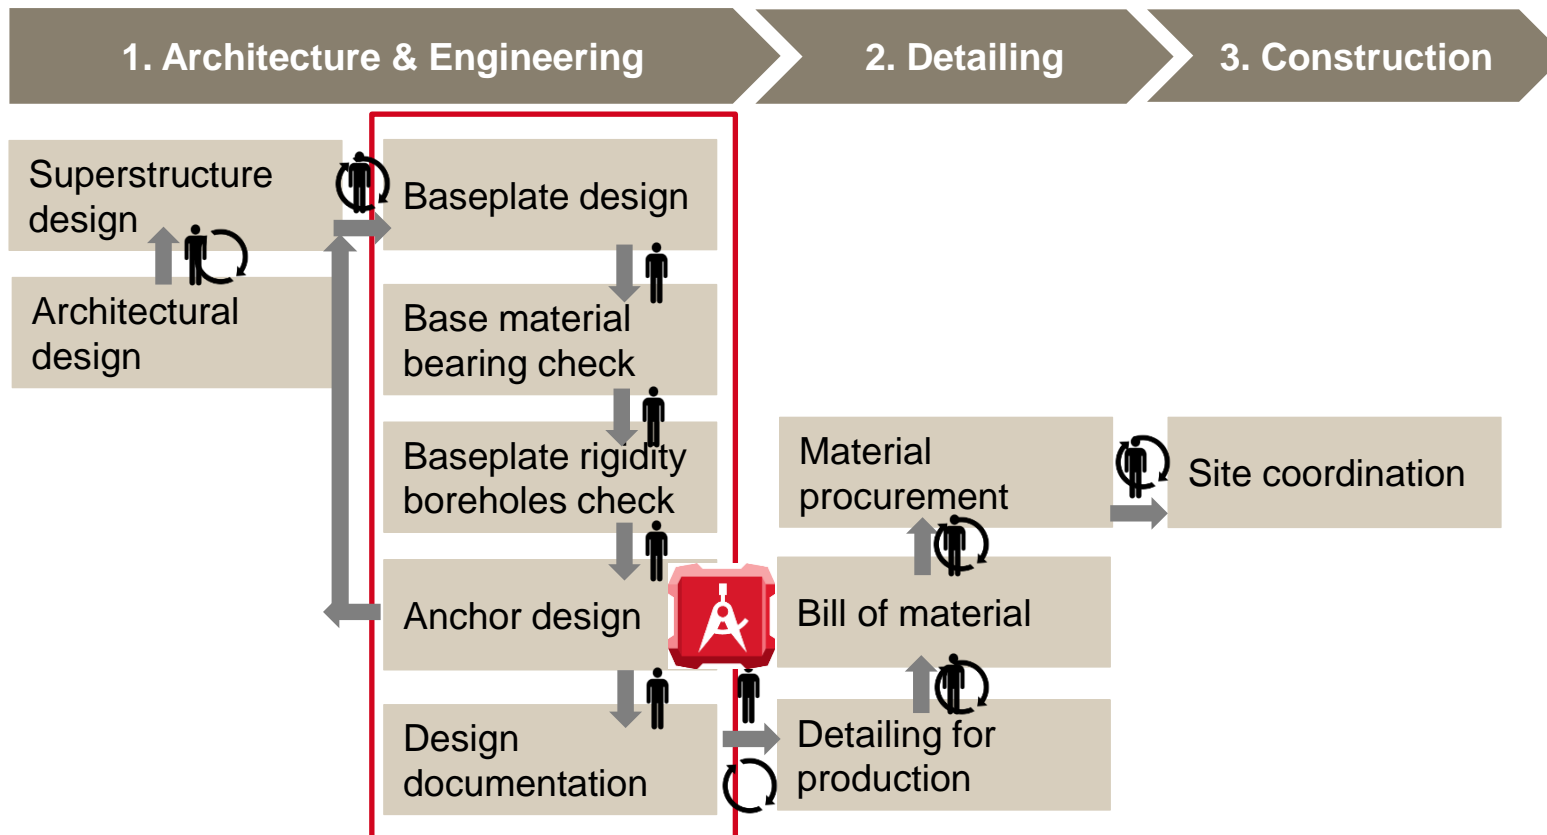 1. Architecture & Engineering
2. Detailing
3. Construction
Superstructure
design
Architectural
design
Baseplate design
Base material
bearing check
Baseplate rigidity
boreholes check
Anchor design
Design
documentation
Material
procurement
Bill of material
Detailing for
production
Site coordination